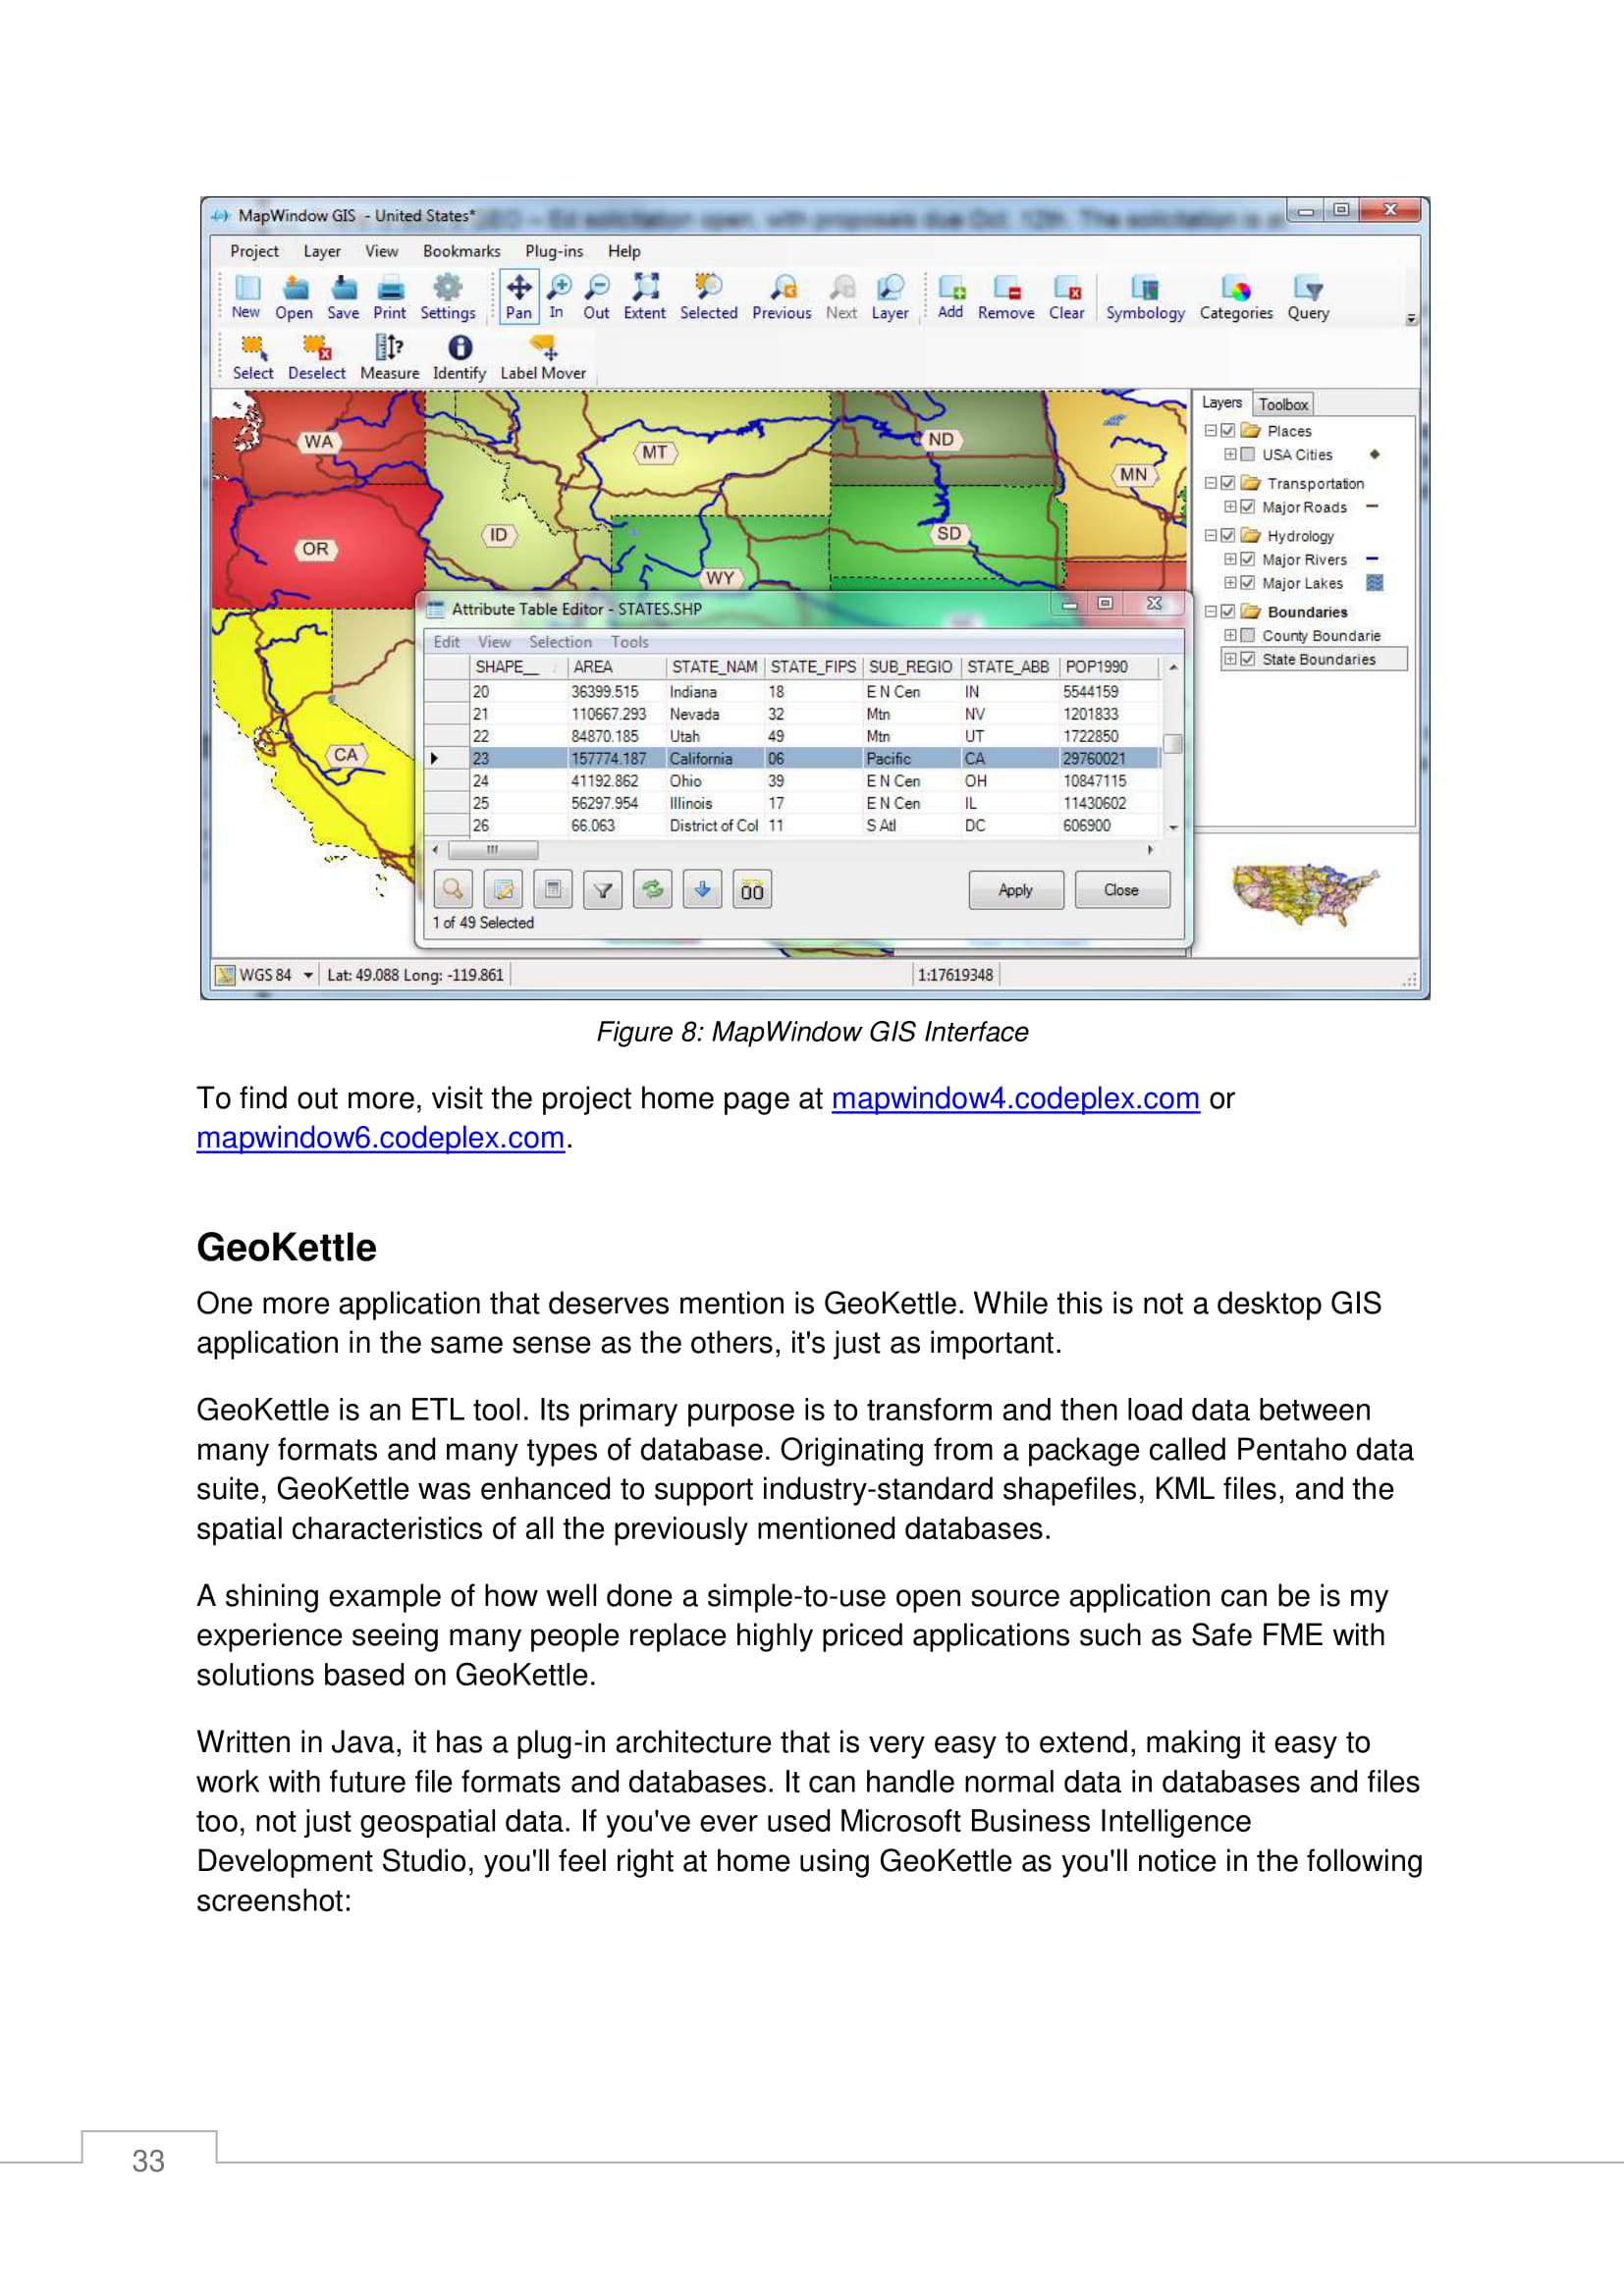 MapWindow GIS - United States*
Project Layer View Bookmarks Plug-ins Help
New Open Save Print Settings Pan In Out Extent Selected Previous Next Layer Add Remove Clear Symbology Categories Query
Select Deselect Measure Identify Label Mover
WA
MT
ND
MN
OR
ID
SD
WY
CA
Layers Toolbox
Places
USA Cities
Transportation
Major Roads
Hydrology
Major Rivers
Major Lakes
Boundaries
County Boundarie
State Boundaries
Attribute Table Editor - STATES.SHP
Edit View Selection Tools
SHAPE__ AREA STATE_NAM STATE_FIPS SUB_REGIO STATE_ABB POP1990
20 36399.515 Indiana 18 E N Cen IN 5544159
21 110667.293 Nevada 32 Mtn NV 1201833
22 84870.185 Utah 49 Mtn UT 1722850
23 157774.187 California 06 Pacific CA 29760021
24 41192.862 Ohio 39 E N Cen OH 10847115
25 56297.954 Illinois 17 E N Cen IL 11430602
26 66.063 District of Col 11 S Atl DC 606900
Apply Close
1 of 49 Selected
WGS 84 Lat: 49.088 Long: -119.861 1:17619348
Figure 8: MapWindow GIS Interface
To find out more, visit the project home page at mapwindow4.codeplex.com or
mapwindow6.codeplex.com.
GeoKettle
One more application that deserves mention is GeoKettle. While this is not a desktop GIS
application in the same sense as the others, it's just as important.
GeoKettle is an ETL tool. Its primary purpose is to transform and then load data between
many formats and many types of database. Originating from a package called Pentaho data
suite, GeoKettle was enhanced to support industry-standard shapefiles, KML files, and the
spatial characteristics of all the previously mentioned databases.
A shining example of how well done a simple-to-use open source application can be is my
experience seeing many people replace highly priced applications such as Safe FME with
solutions based on GeoKettle.
Written in Java, it has a plug-in architecture that is very easy to extend, making it easy to
work with future file formats and databases. It can handle normal data in databases and files
too, not just geospatial data. If you've ever used Microsoft Business Intelligence
Development Studio, you'll feel right at home using GeoKettle as you'll notice in the following
screenshot:
33